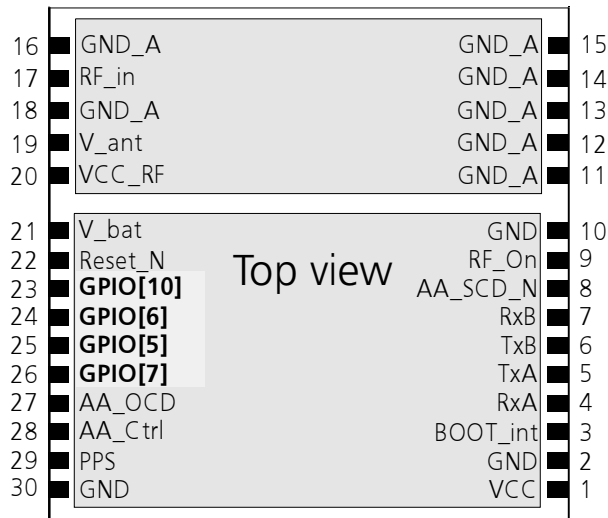 16 GND_A GND_A 15
17 RF_in GND_A 14
18 GND_A GND_A 13
19 V_ant GND_A 12
20 VCC_RF GND_A 11
21 V_bat GND 10
22 Reset_N RF_On 9
Top view
23 GPIO[10] AA_SCD_N 8
24 GPIO[6] RxB 7
25 GPIO[5] TxB 6
26 GPIO[7] TxA 5
27 AA_OCD RxA 4
28 AA_Ctrl BOOT_int 3
29 PPS GND 2
30 GND VCC 1